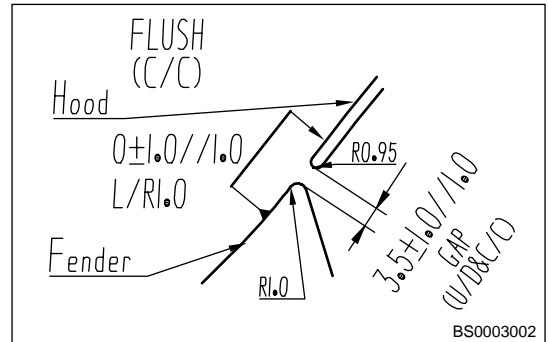 FLUSH
(C/C)
Hood
0±1.0//1.0
L/R1.0
R0.95
3.5±1.0//1.0
GAP
(U/D&C/C)
Fender
R1.0
BS0003002